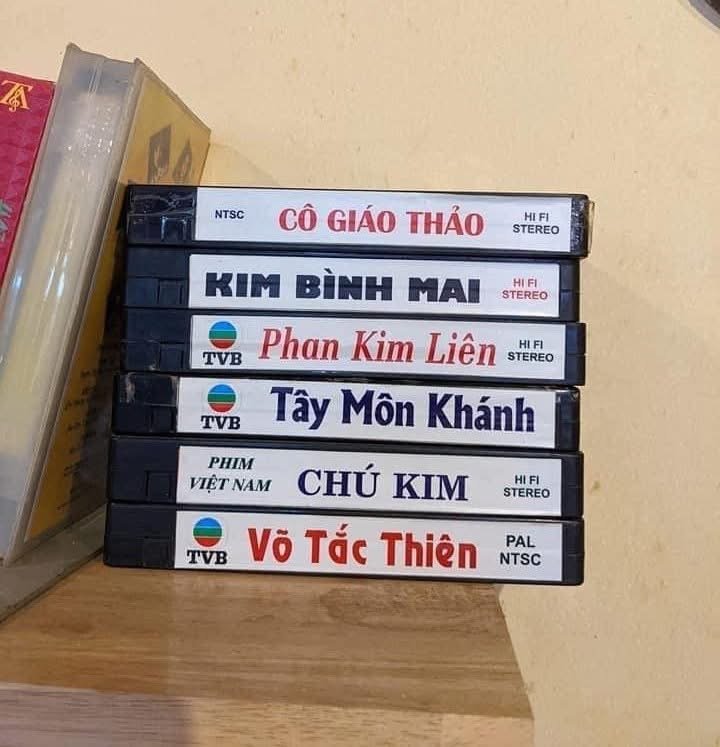 NTSC CÔ GIÁO THẢO HI FI STEREO
KIM BÌNH MAI HI FI STEREO
TVB Phan Kim Liên HI FI STEREO
TVB Tây Môn Khánh
PHIM VIỆT NAM CHÚ KIM HI FI STEREO
TVB Võ Tắc Thiên PAL NTSC